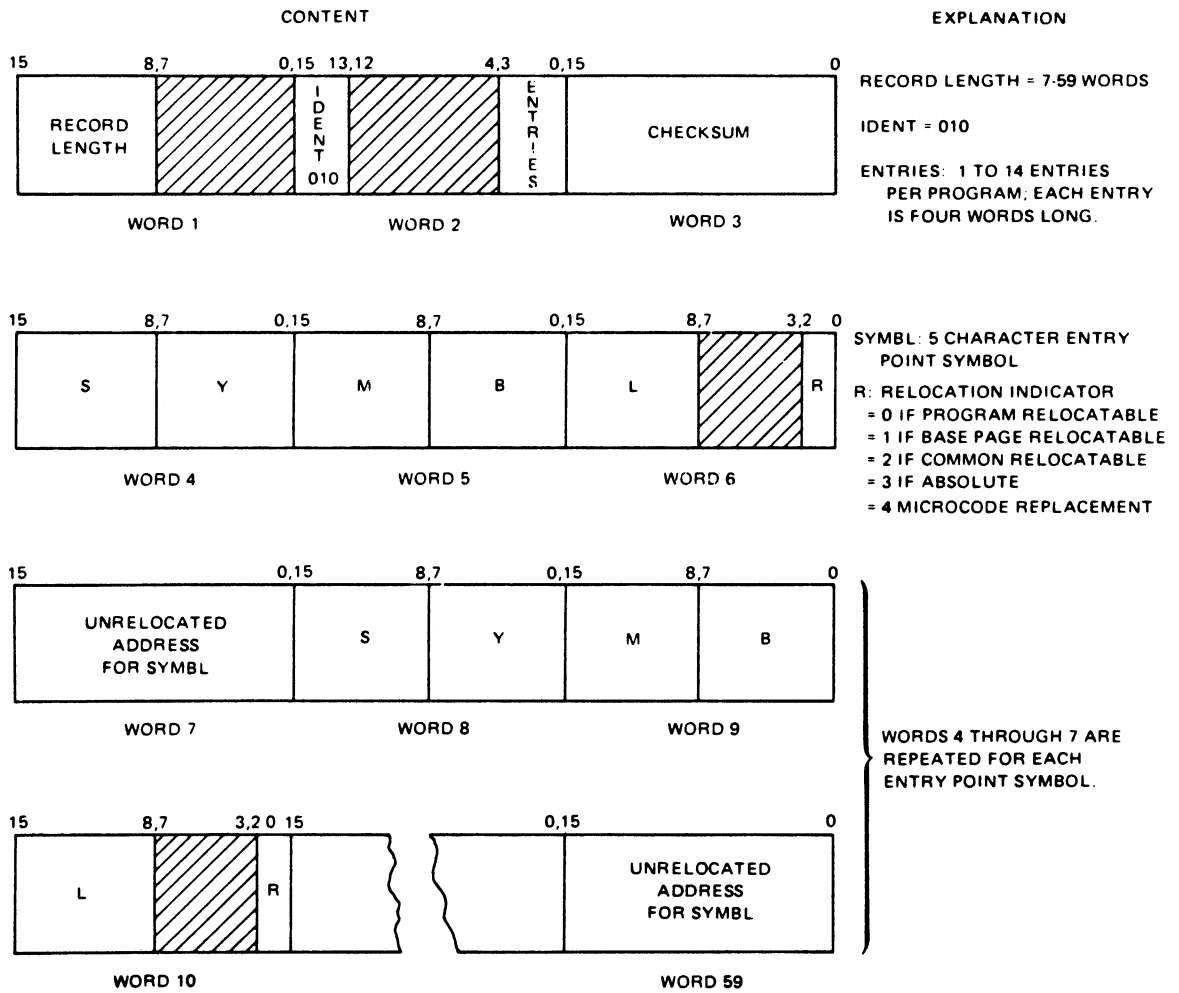 CONTENT
EXPLANATION
15 8,7 0,15 13,12 4,3 0,15 0
RECORD LENGTH = 7-59 WORDS
RECORD
LENGTH
IDENT
010
ENTRIES
CHECKSUM
IDENT = 010
ENTRIES: 1 TO 14 ENTRIES
PER PROGRAM; EACH ENTRY
IS FOUR WORDS LONG.
WORD 1 WORD 2 WORD 3
15 8,7 0,15 8,7 0,15 8,7 3,2 0
S Y M B L R
SYMBL: 5 CHARACTER ENTRY
POINT SYMBOL
R: RELOCATION INDICATOR
= 0 IF PROGRAM RELOCATABLE
= 1 IF BASE PAGE RELOCATABLE
= 2 IF COMMON RELOCATABLE
= 3 IF ABSOLUTE
= 4 MICROCODE REPLACEMENT
WORD 4 WORD 5 WORD 6
15 0,15 8,7 0,15 8,7 0
UNRELOCATED
ADDRESS
FOR SYMBL
S Y M B
WORD 7 WORD 8 WORD 9
WORDS 4 THROUGH 7 ARE
REPEATED FOR EACH
ENTRY POINT SYMBOL.
15 8,7 3,2 0 15 0,15 0
L R
UNRELOCATED
ADDRESS
FOR SYMBL
WORD 10 WORD 59